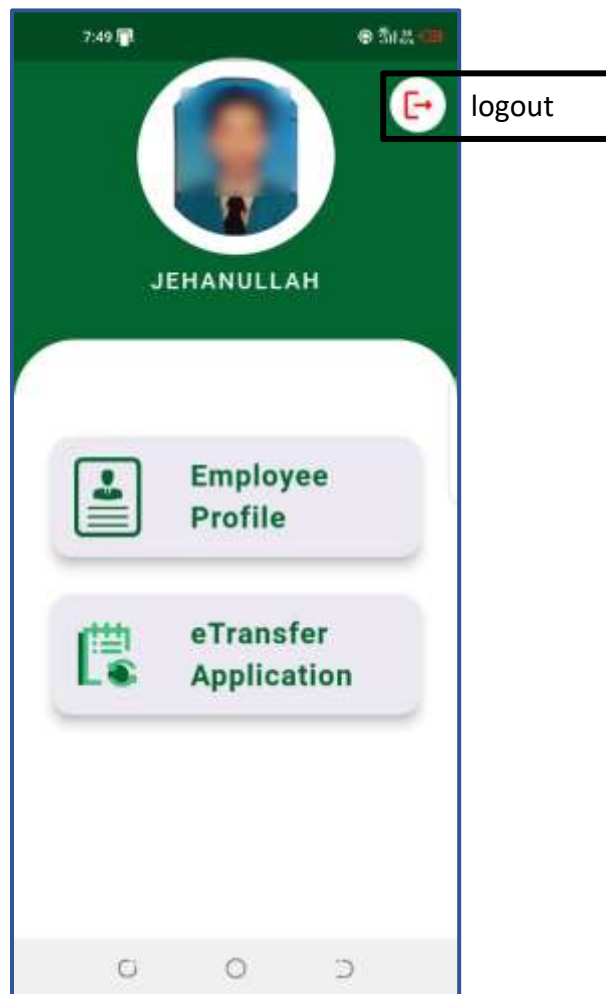 7:49
logout
JEHANULLAH
Employee
Profile
eTransfer
Application